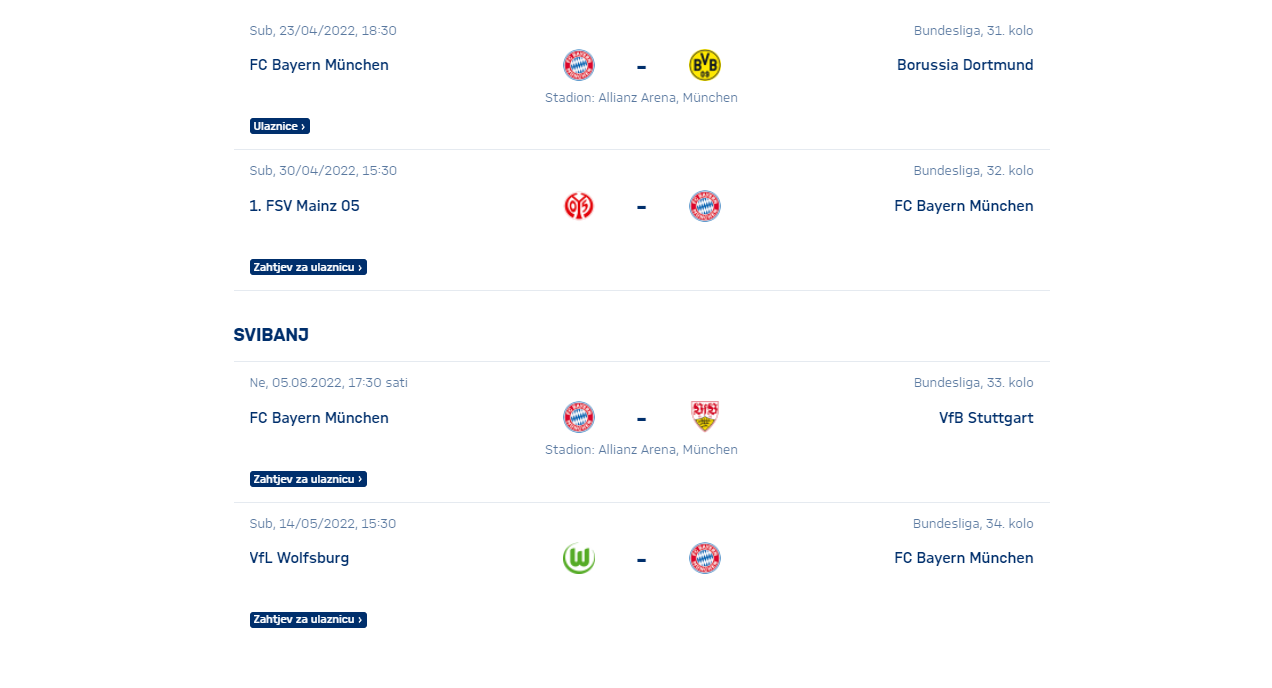 Sub, 23/04/2022, 18:30 Bundesliga, 31. kolo
FC Bayern München - Borussia Dortmund
Stadion: Allianz Arena, München
Ulaznice ›
Sub, 30/04/2022, 15:30 Bundesliga, 32. kolo
1. FSV Mainz 05 - FC Bayern München
Zahtjev za ulaznicu ›
SVIBANJ
Ne, 05.08.2022, 17:30 sati Bundesliga, 33. kolo
FC Bayern München - VfB Stuttgart
Stadion: Allianz Arena, München
Zahtjev za ulaznicu ›
Sub, 14/05/2022, 15:30 Bundesliga, 34. kolo
VfL Wolfsburg - FC Bayern München
Zahtjev za ulaznicu ›